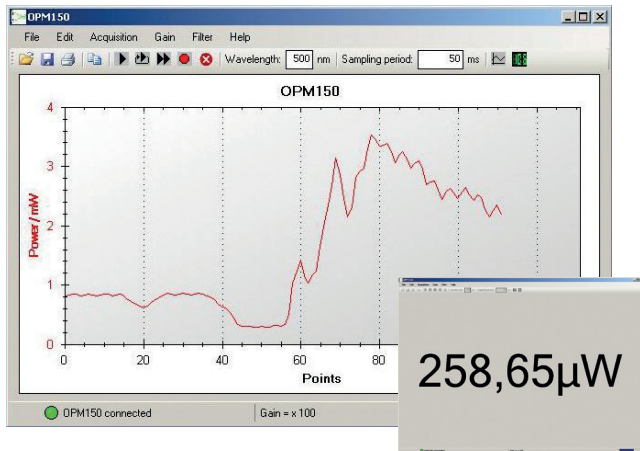 OPM150
File Edit Acquisition Gain Filter Help
Wavelength: 500 nm Sampling period: 50 ms
OPM150
4
3
2
1
0
Power / mW
0 20 40 60 80
Points
OPM150 connected Gain = x 100
258,65µW